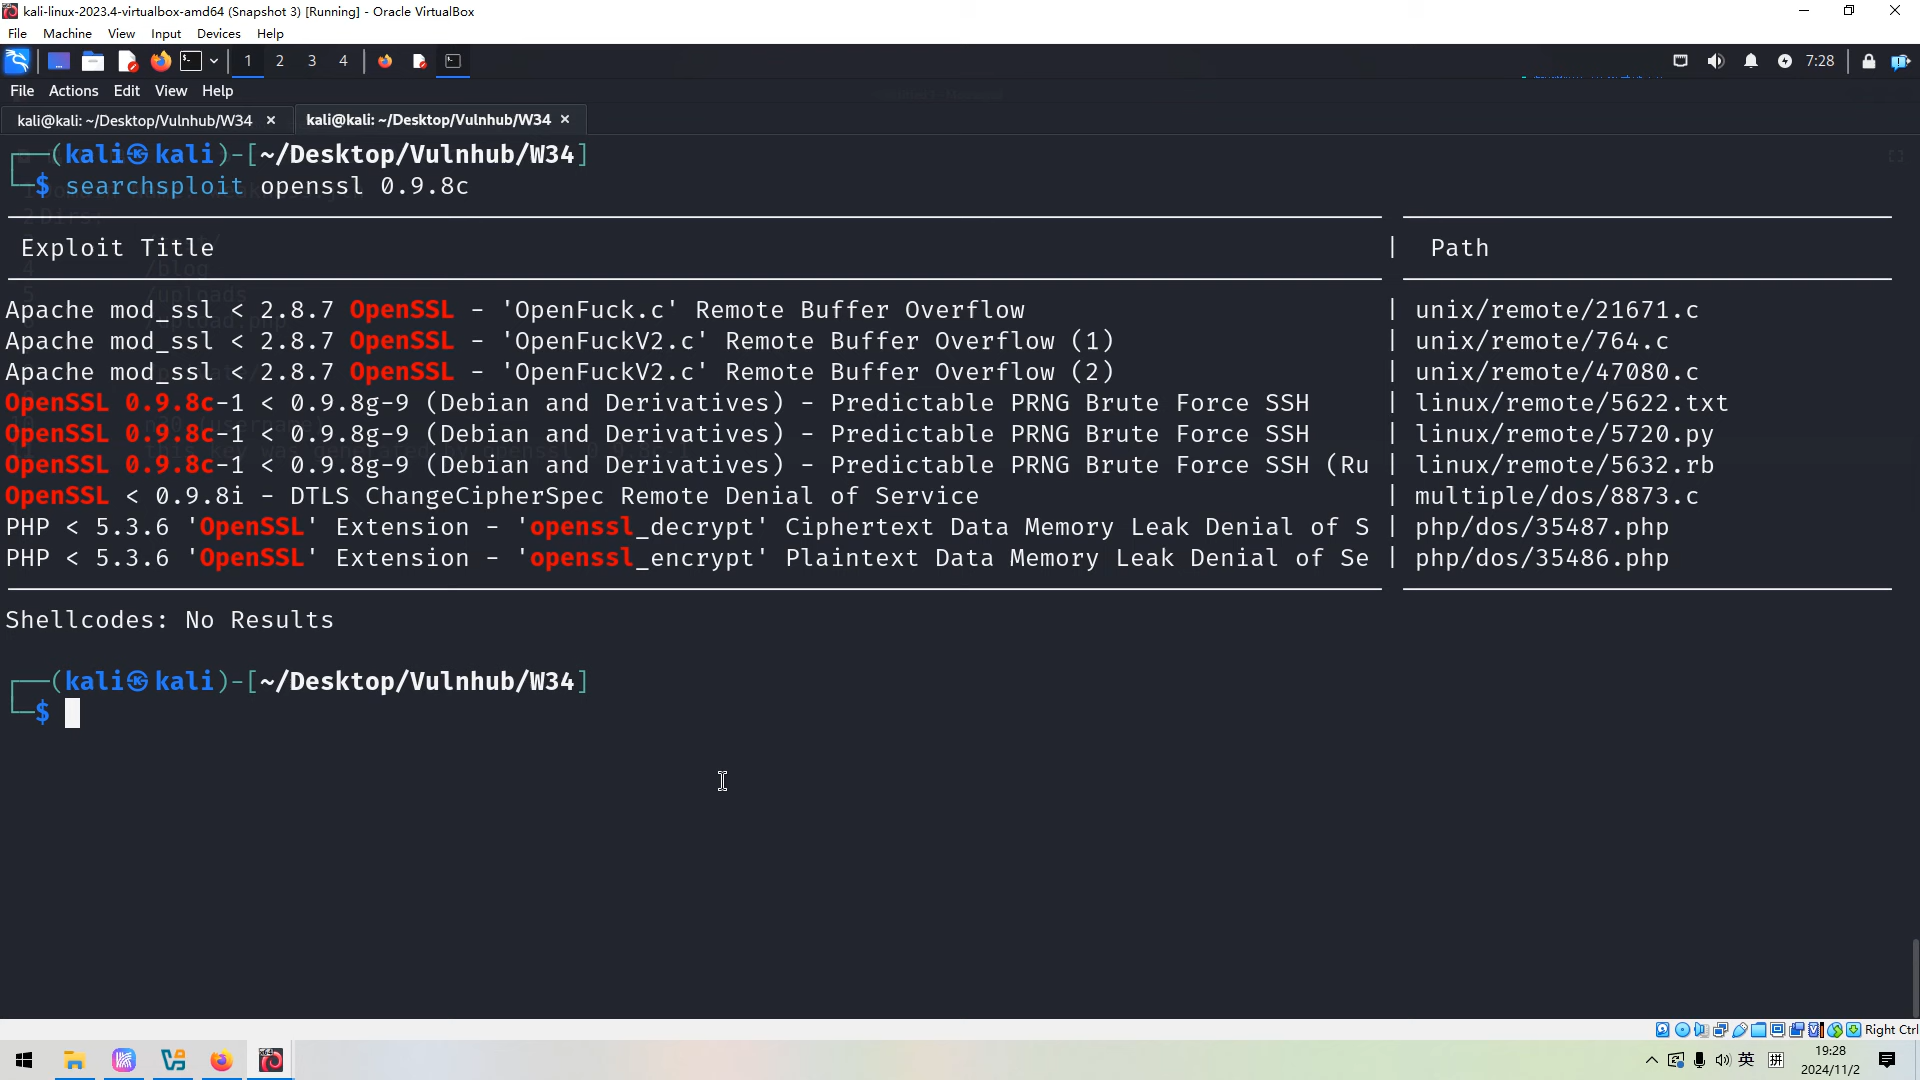 kali-linux-2023.4-virtualbox-amd64 (Snapshot 3) [Running] - Oracle VirtualBox
File Machine View Input Devices Help
1 2 3 4 7:28
File Actions Edit View Help
kali@kali: ~/Desktop/Vulnhub/W34 × kali@kali: ~/Desktop/Vulnhub/W34 ×
┌──(kali㉿kali)-[~/Desktop/Vulnhub/W34]
└─$ searchsploit openssl 0.9.8c
Exploit Title | Path
Apache mod_ssl < 2.8.7 OpenSSL - 'OpenFuck.c' Remote Buffer Overflow | unix/remote/21671.c
Apache mod_ssl < 2.8.7 OpenSSL - 'OpenFuckV2.c' Remote Buffer Overflow (1) | unix/remote/764.c
Apache mod_ssl < 2.8.7 OpenSSL - 'OpenFuckV2.c' Remote Buffer Overflow (2) | unix/remote/47080.c
OpenSSL 0.9.8c-1 < 0.9.8g-9 (Debian and Derivatives) - Predictable PRNG Brute Force SSH | linux/remote/5622.txt
OpenSSL 0.9.8c-1 < 0.9.8g-9 (Debian and Derivatives) - Predictable PRNG Brute Force SSH | linux/remote/5720.py
OpenSSL 0.9.8c-1 < 0.9.8g-9 (Debian and Derivatives) - Predictable PRNG Brute Force SSH (Ru | linux/remote/5632.rb
OpenSSL < 0.9.8i - DTLS ChangeCipherSpec Remote Denial of Service | multiple/dos/8873.c
PHP < 5.3.6 'OpenSSL' Extension - 'openssl_decrypt' Ciphertext Data Memory Leak Denial of S | php/dos/35487.php
PHP < 5.3.6 'OpenSSL' Extension - 'openssl_encrypt' Plaintext Data Memory Leak Denial of Se | php/dos/35486.php
Shellcodes: No Results
┌──(kali㉿kali)-[~/Desktop/Vulnhub/W34]
└─$
Right Ctrl
英 拼 19:28
2024/11/2